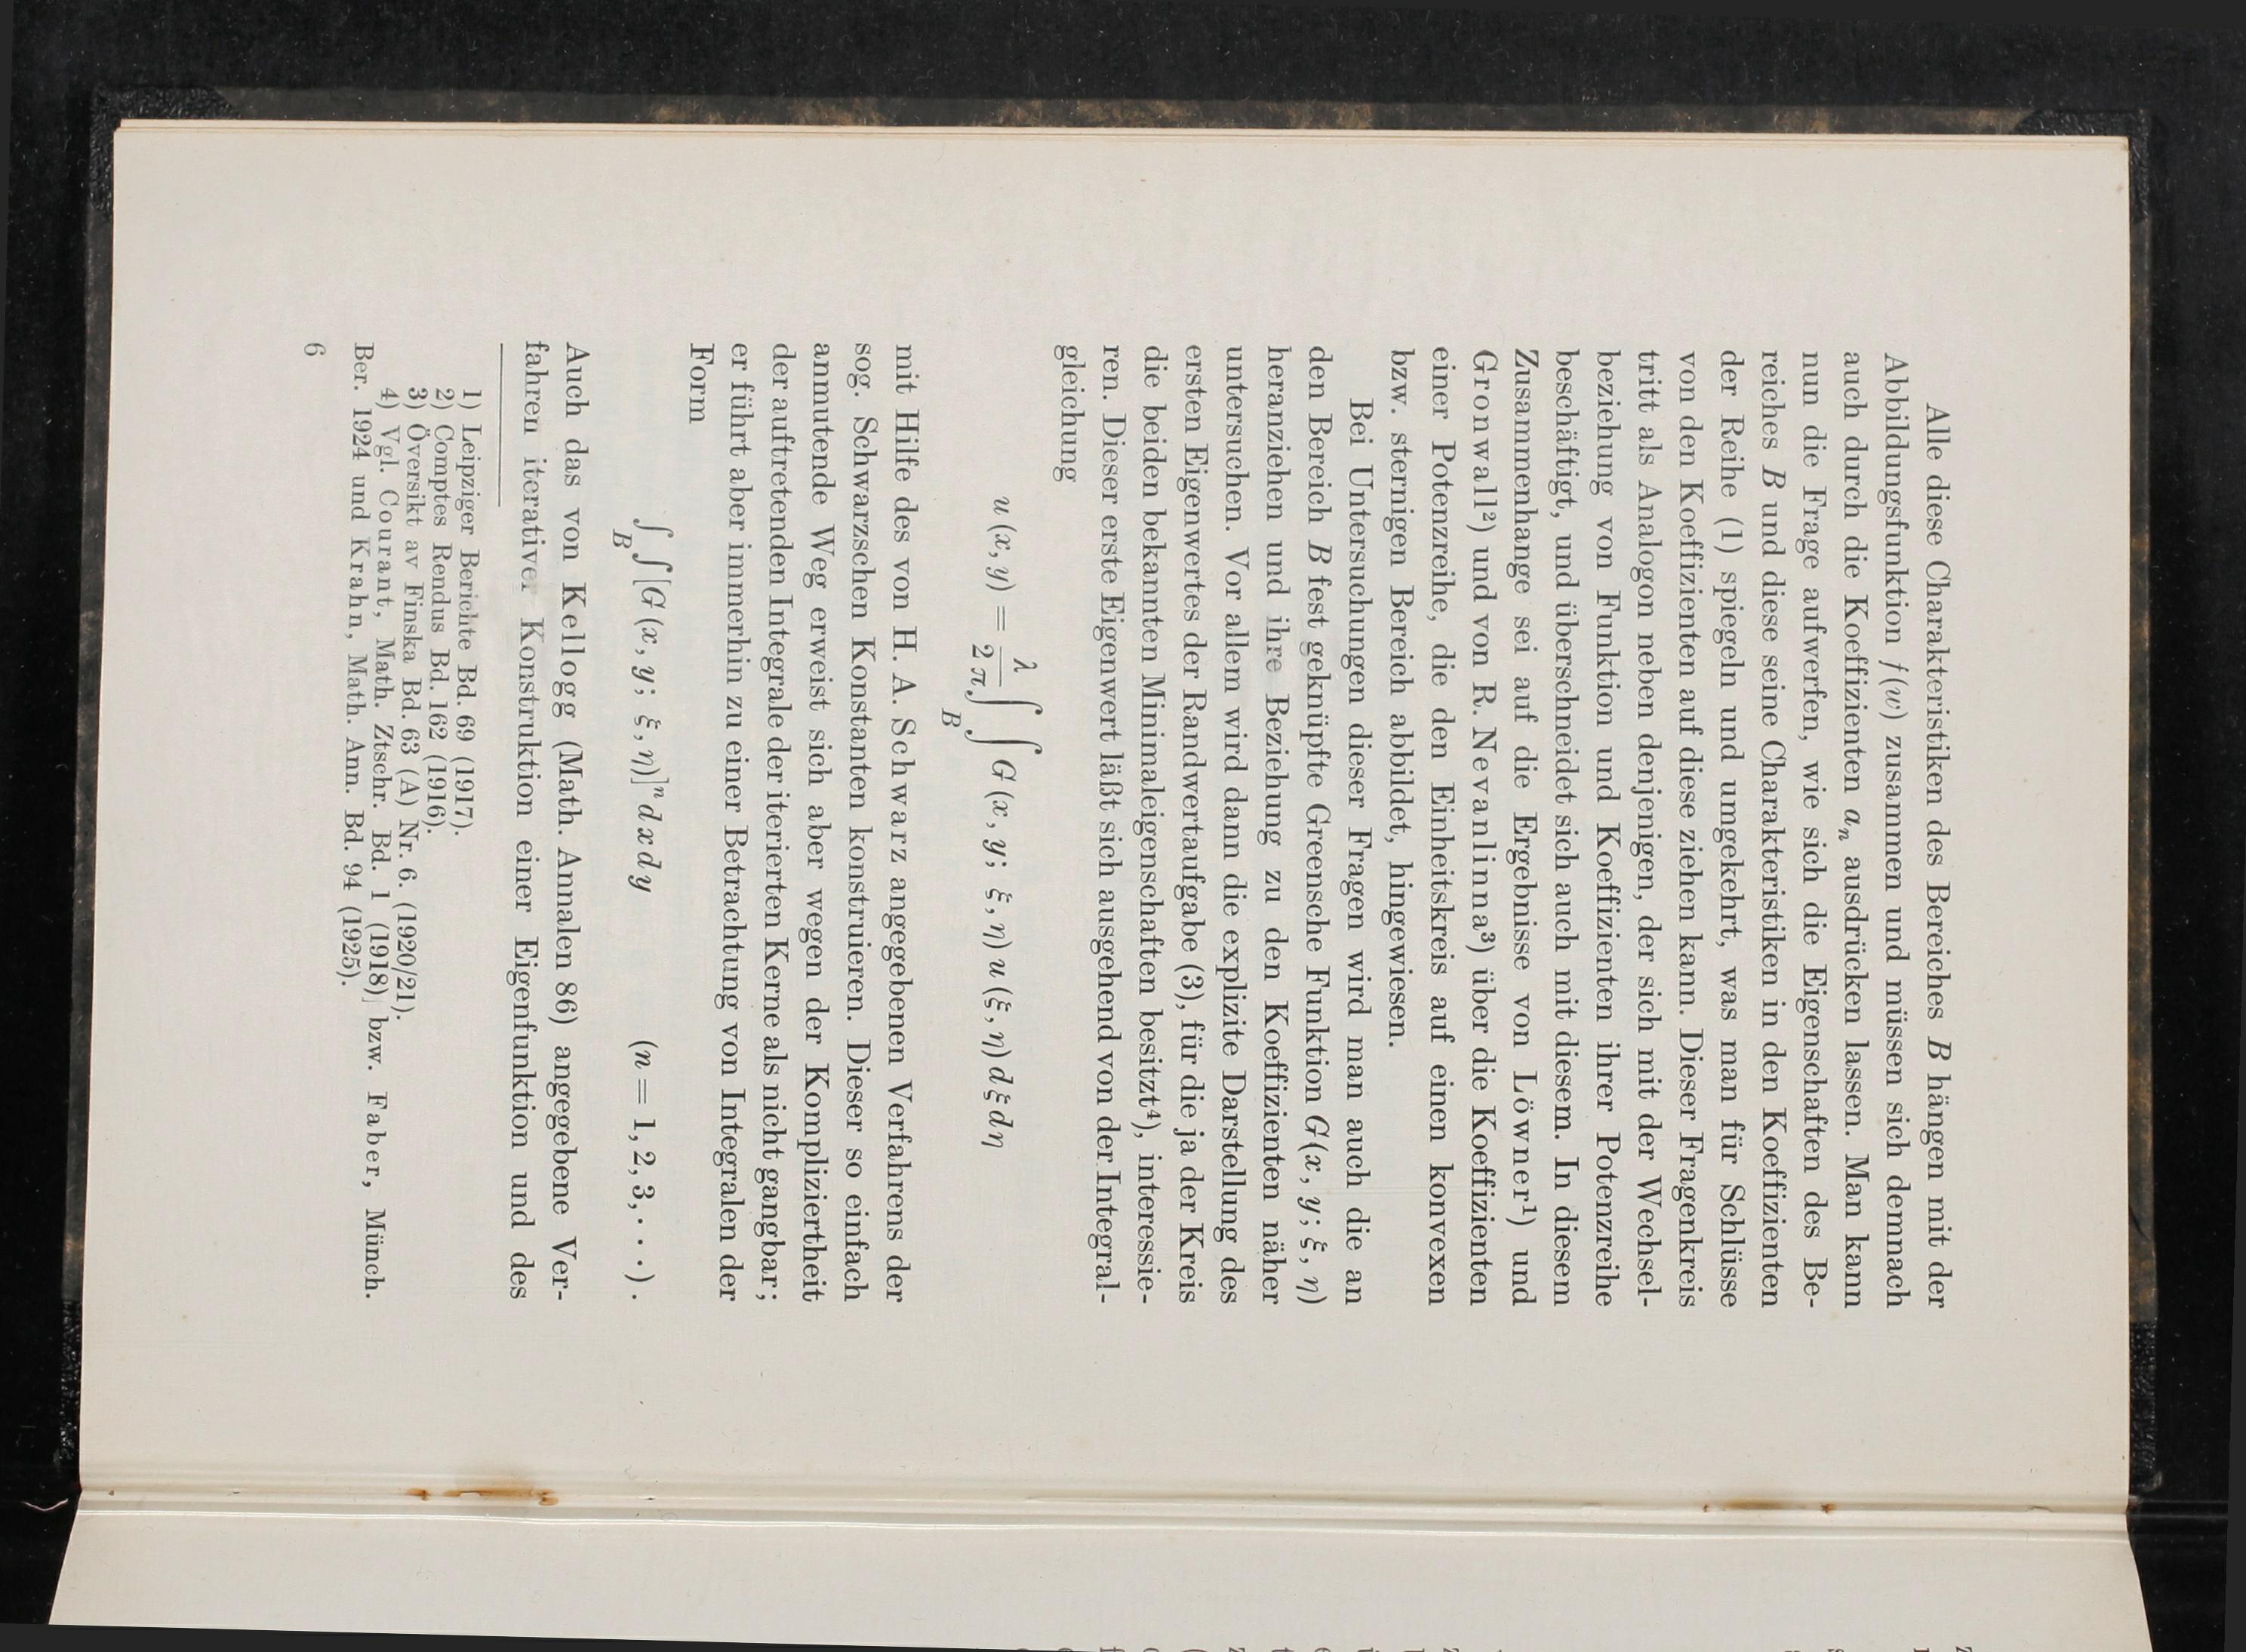 Alle diese Charakteristiken des Bereiches B hängen mit der
Abbildungsfunktion f(w) zusammen und müssen sich demnach
auch durch die Koeffizienten aₙ ausdrücken lassen. Man kann
nun die Frage aufwerfen, wie sich die Eigenschaften des Be-
reiches B und diese seine Charakteristiken in den Koeffizienten
der Reihe (1) spiegeln und umgekehrt, was man für Schlüsse
von den Koeffizienten auf diese ziehen kann. Dieser Fragenkreis
tritt als Analogon neben denjenigen, der sich mit der Wechsel-
beziehung von Funktion und Koeffizienten ihrer Potenzreihe
beschäftigt, und überschneidet sich auch mit diesem. In diesem
Zusammenhange sei auf die Ergebnisse von Löwner¹) und
Gronwall²) und von R. Nevanlinna³) über die Koeffizienten
einer Potenzreihe, die den Einheitskreis auf einen konvexen
bzw. sternigen Bereich abbildet, hingewiesen.
Bei Untersuchungen dieser Fragen wird man auch die an
den Bereich B fest geknüpfte Greensche Funktion G(x, y; ξ, η)
heranziehen und ihre Beziehung zu den Koeffizienten näher
untersuchen. Vor allem wird dann die explizite Darstellung des
ersten Eigenwertes der Randwertaufgabe (3), für die ja der Kreis
die beiden bekannten Minimaleigenschaften besitzt⁴), interessie-
ren. Dieser erste Eigenwert läßt sich ausgehend von der Integral-
gleichung
u(x, y) = λ/2π ∫∫_B G(x, y; ξ, η) u(ξ, η) dξ dη
mit Hilfe des von H. A. Schwarz angegebenen Verfahrens der
sog. Schwarzschen Konstanten konstruieren. Dieser so einfach
anmutende Weg erweist sich aber wegen der Kompliziertheit
der auftretenden Integrale der iterierten Kerne als nicht gangbar;
er führt aber immerhin zu einer Betrachtung von Integralen der
Form
∫∫_B [G(x, y; ξ, η)]ⁿ dx dy (n = 1, 2, 3, · · ·).
Auch das von Kellogg (Math. Annalen 86) angegebene Ver-
fahren iterativer Konstruktion einer Eigenfunktion und des
1) Leipziger Berichte Bd. 69 (1917).
2) Comptes Rendus Bd. 162 (1916).
3) Översikt av Finska Bd. 63 (A) Nr. 6. (1920/21).
4) Vgl. Courant, Math. Ztschr. Bd. 1 (1918) bzw. Faber, Münch.
Ber. 1924 und Krahn, Math. Ann. Bd. 94 (1925).
6